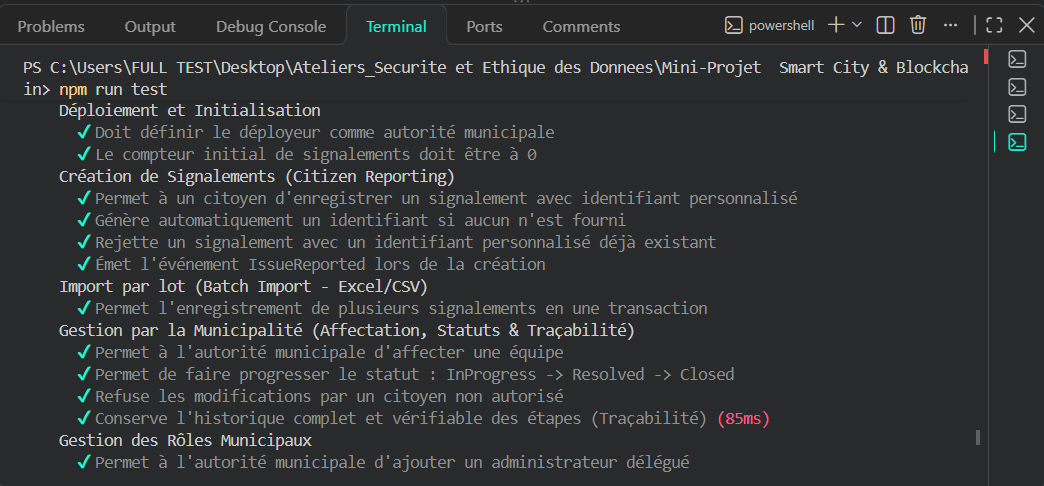 Problems Output Debug Console Terminal Ports Comments powershell
PS C:\Users\FULL TEST\Desktop\Ateliers_Securite et Ethique des Donnees\Mini-Projet  Smart City & Blockcha
in> npm run test
Déploiement et Initialisation
✓ Doit définir le déployeur comme autorité municipale
✓ Le compteur initial de signalements doit être à 0
Création de Signalements (Citizen Reporting)
✓ Permet à un citoyen d'enregistrer un signalement avec identifiant personnalisé
✓ Génère automatiquement un identifiant si aucun n'est fourni
✓ Rejette un signalement avec un identifiant personnalisé déjà existant
✓ Émet l'événement IssueReported lors de la création
Import par lot (Batch Import - Excel/CSV)
✓ Permet l'enregistrement de plusieurs signalements en une transaction
Gestion par la Municipalité (Affectation, Statuts & Traçabilité)
✓ Permet à l'autorité municipale d'affecter une équipe
✓ Permet de faire progresser le statut : InProgress -> Resolved -> Closed
✓ Refuse les modifications par un citoyen non autorisé
✓ Conserve l'historique complet et vérifiable des étapes (Traçabilité) (85ms)
Gestion des Rôles Municipaux
✓ Permet à l'autorité municipale d'ajouter un administrateur délégué